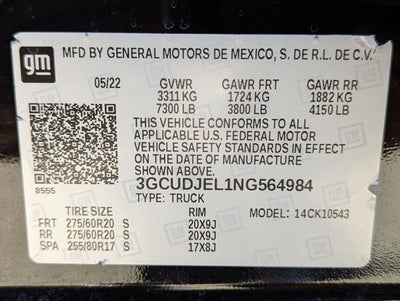 gm MFD BY GENERAL MOTORS DE MEXICO, S. DE R.L. DE C.V.
05/22 GVWR GAWR FRT GAWR RR
3311 KG 1724 KG 1882 KG
7300 LB 3800 LB 4150 LB
THIS VEHICLE CONFORMS TO ALL
APPLICABLE U.S. FEDERAL MOTOR
VEHICLE SAFETY STANDARDS IN EFFECT
ON THE DATE OF MANUFACTURE
SHOWN ABOVE.
8555 3GCUDJEL1NG564984
TYPE: TRUCK
TIRE SIZE RIM MODEL: 14CK10543
FRT 275/60R20 S 20X9J
RR 275/60R20 S 20X9J
SPA 255/80R17 S 17X8J